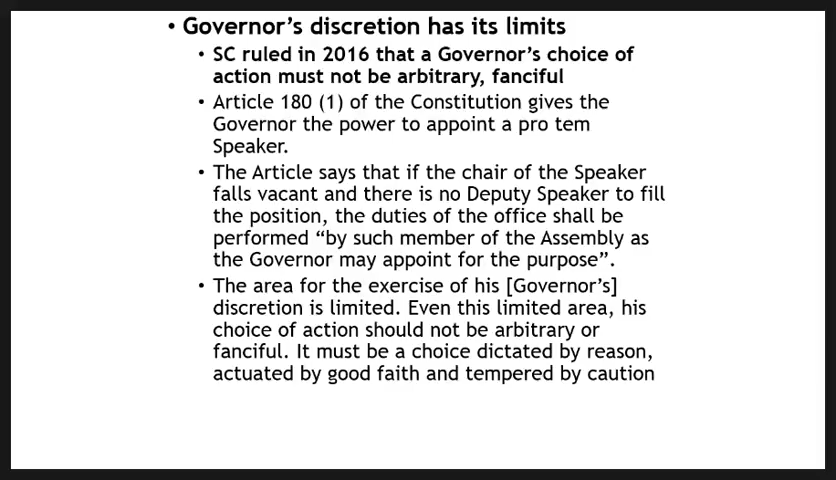 • Governor’s discretion has its limits
• SC ruled in 2016 that a Governor’s choice of
action must not be arbitrary, fanciful
• Article 180 (1) of the Constitution gives the
Governor the power to appoint a pro tem
Speaker.
• The Article says that if the chair of the Speaker
falls vacant and there is no Deputy Speaker to fill
the position, the duties of the office shall be
performed “by such member of the Assembly as
the Governor may appoint for the purpose”.
• The area for the exercise of his [Governor’s]
discretion is limited. Even this limited area, his
choice of action should not be arbitrary or
fanciful. It must be a choice dictated by reason,
actuated by good faith and tempered by caution